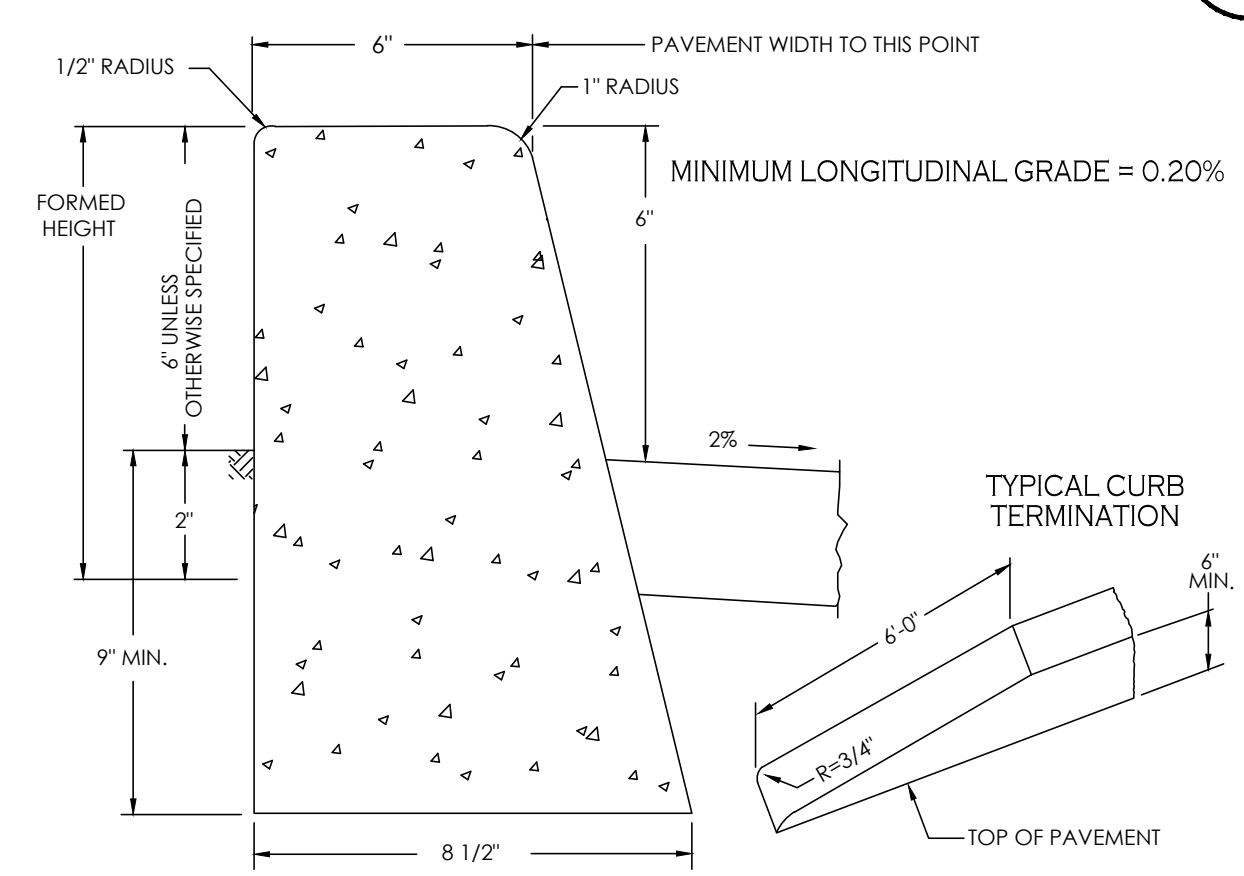 6"
PAVEMENT WIDTH TO THIS POINT
1/2" RADIUS
1" RADIUS
MINIMUM LONGITUDINAL GRADE = 0.20%
FORMED
HEIGHT
6" UNLESS
OTHERWISE SPECIFIED
6"
2%
2"
9" MIN.
8 1/2"
TYPICAL CURB
TERMINATION
6"
MIN.
6'-0"
R=3/4"
TOP OF PAVEMENT